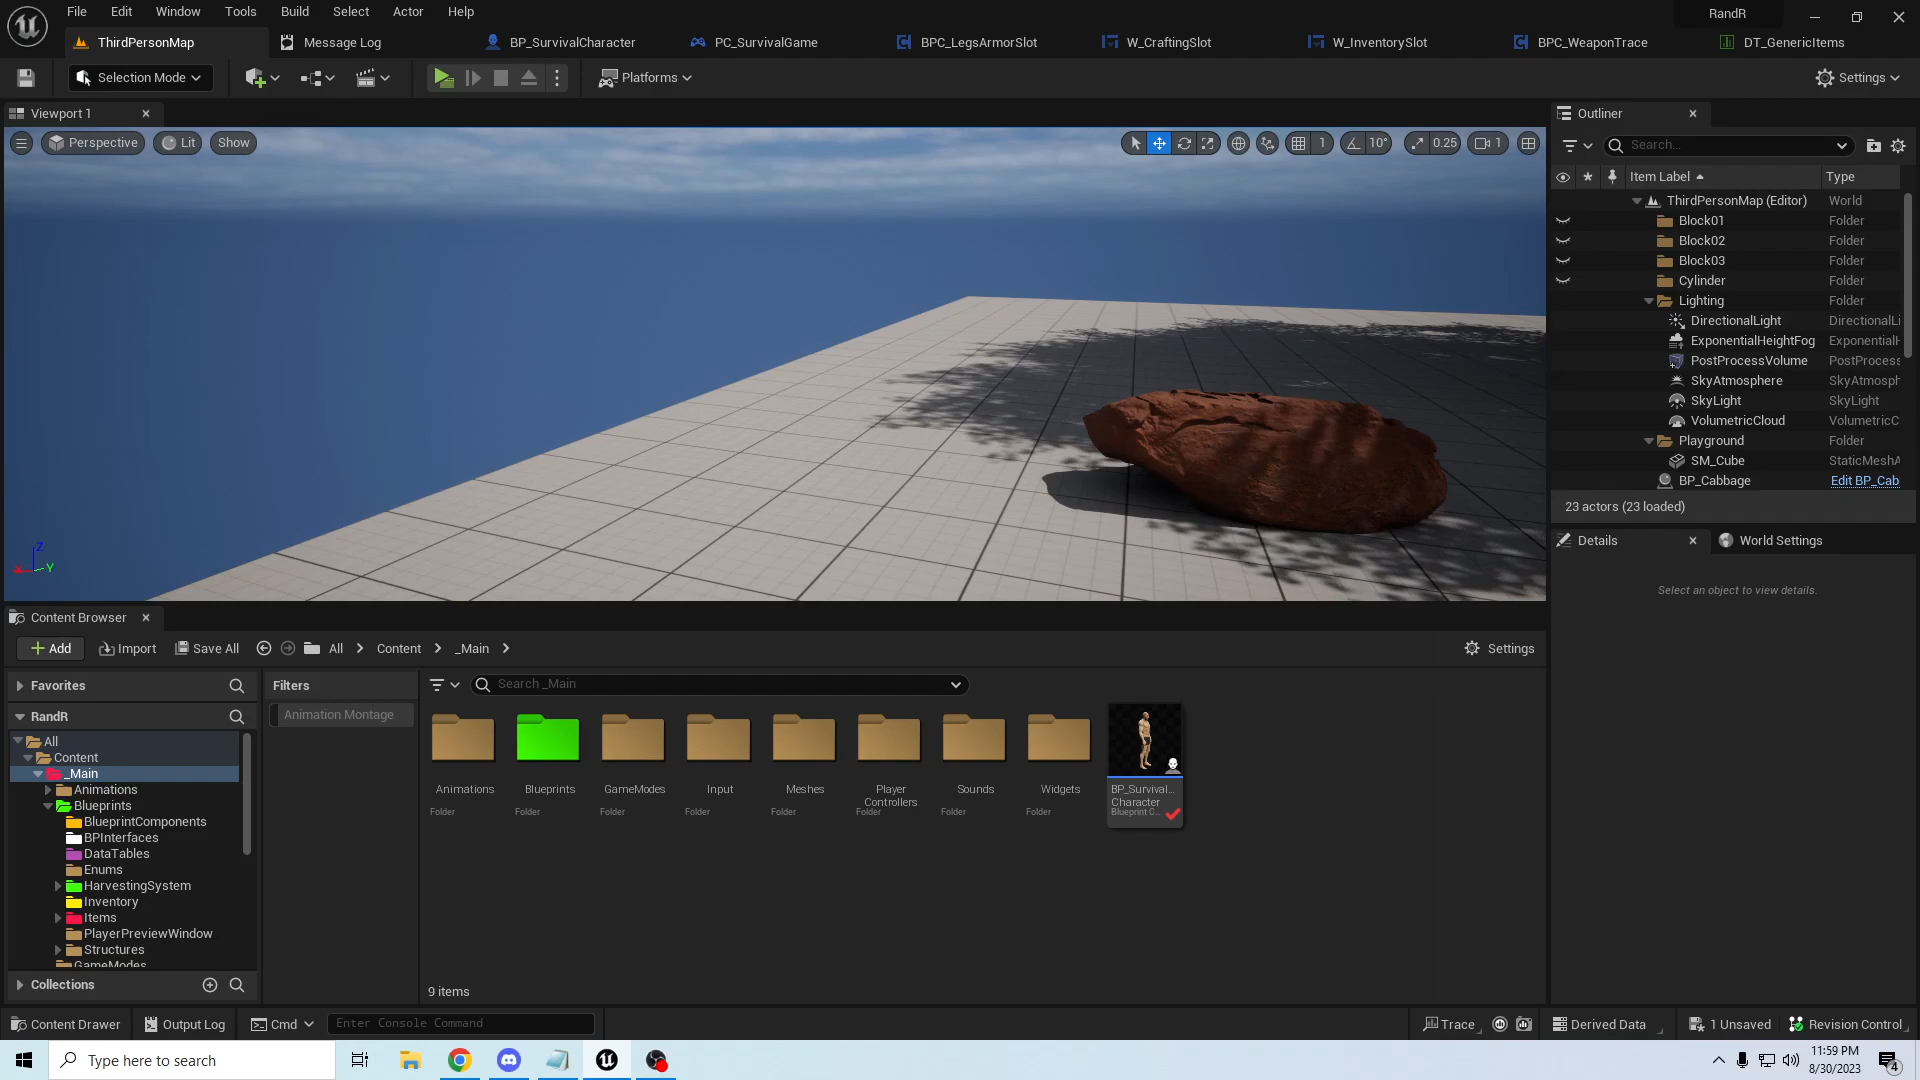 File Edit Window Tools Build Select Actor Help
RandR
ThirdPersonMap
Message Log
BP_SurvivalCharacter
PC_SurvivalGame
BPC_LegsArmorSlot
W_CraftingSlot
W_InventorySlot
BPC_WeaponTrace
DT_GenericItems
Selection Mode
Platforms
Settings
Viewport 1
Perspective
Lit
Show
1
10°
0.25
1
Z
X
Y
Outliner
Search...
Item Label
Type
ThirdPersonMap (Editor) World
Block01 Folder
Block02 Folder
Block03 Folder
Cylinder Folder
Lighting Folder
DirectionalLight DirectionalLi
ExponentialHeightFog ExponentialH
PostProcessVolume PostProcess
SkyAtmosphere SkyAtmosph
SkyLight SkyLight
VolumetricCloud VolumetricC
Playground Folder
SM_Cube StaticMeshA
BP_Cabbage Edit BP_Cab
23 actors (23 loaded)
Details
World Settings
Select an object to view details.
Content Browser
Add
Import
Save All
All
Content
_Main
Settings
Favorites
RandR
All
Content
_Main
Animations
Blueprints
BlueprintComponents
BPInterfaces
DataTables
Enums
HarvestingSystem
Inventory
Items
PlayerPreviewWindow
Structures
GameModes
Collections
Filters
Animation Montage
Search _Main
Animations
Folder
Blueprints
Folder
GameModes
Folder
Input
Folder
Meshes
Folder
Player
Controllers
Folder
Sounds
Folder
Widgets
Folder
BP_Survival...
Character
Blueprint C...
9 items
Content Drawer
Output Log
Cmd
Enter Console Command
Trace
Derived Data
1 Unsaved
Revision Control
Type here to search
11:59 PM
8/30/2023
4